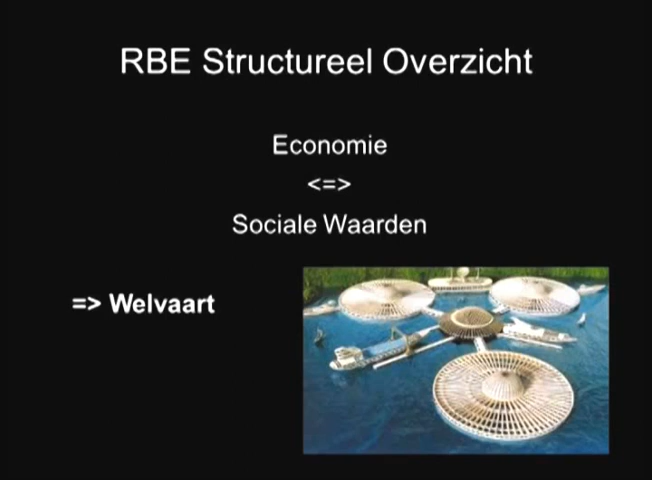 RBE Structureel Overzicht
Economie
<=>
Sociale Waarden
=> Welvaart